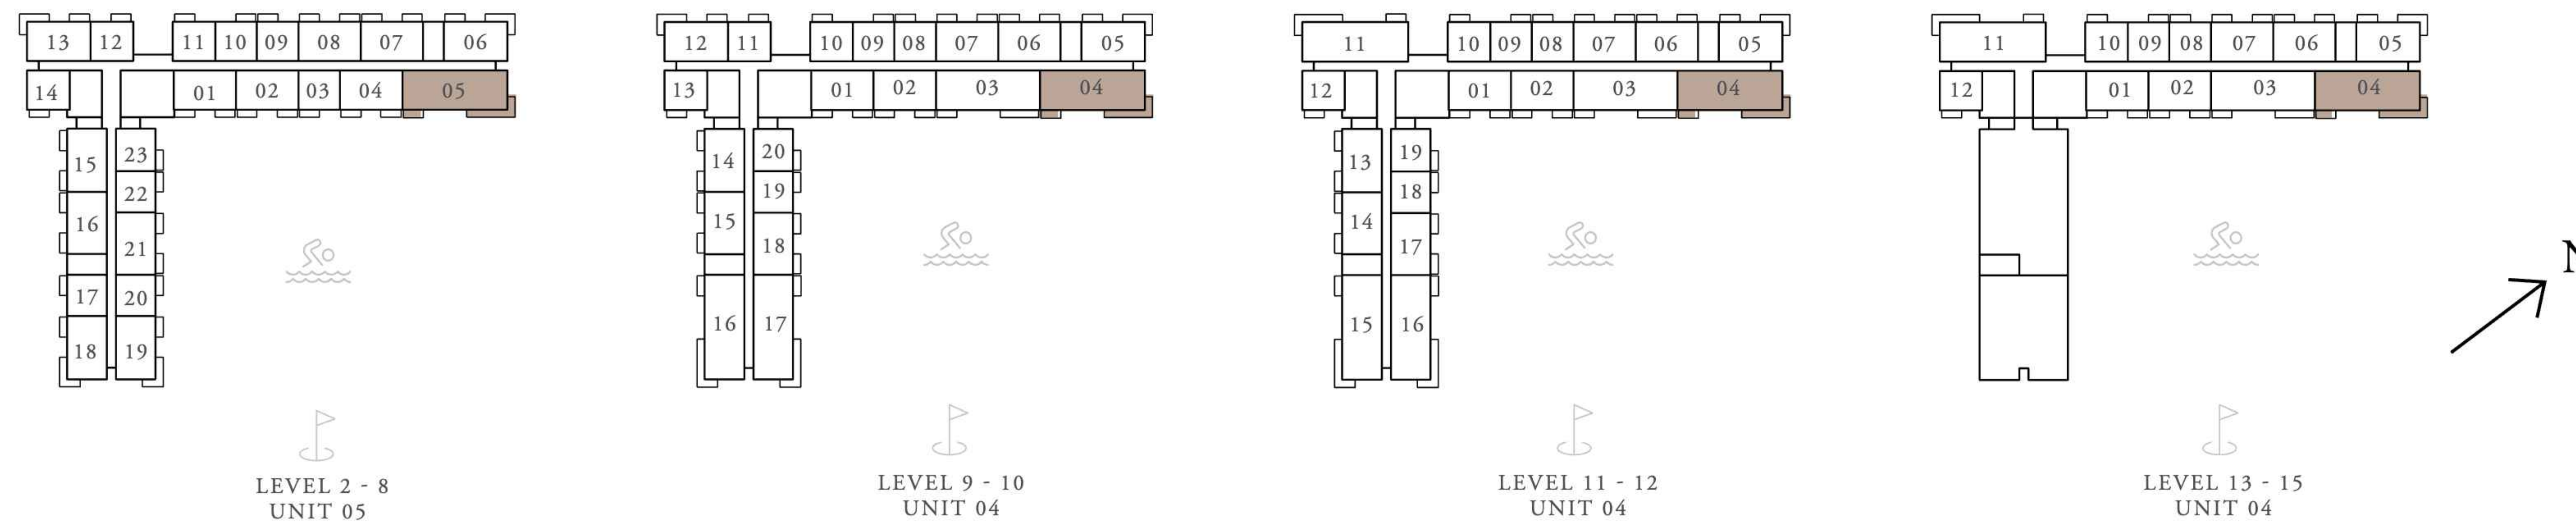 13 12 11 10 09 08 07 06
14 01 02 03 04 05
15 23
22
16
21
17 20
18 19
LEVEL 2 - 8
UNIT 05
12 11 10 09 08 07 06 05
13 01 02 03 04
14 20
19
15
18
16 17
LEVEL 9 - 10
UNIT 04
11 10 09 08 07 06 05
12 01 02 03 04
13 19
18
14
17
15 16
LEVEL 11 - 12
UNIT 04
11 10 09 08 07 06 05
12 01 02 03 04
LEVEL 13 - 15
UNIT 04